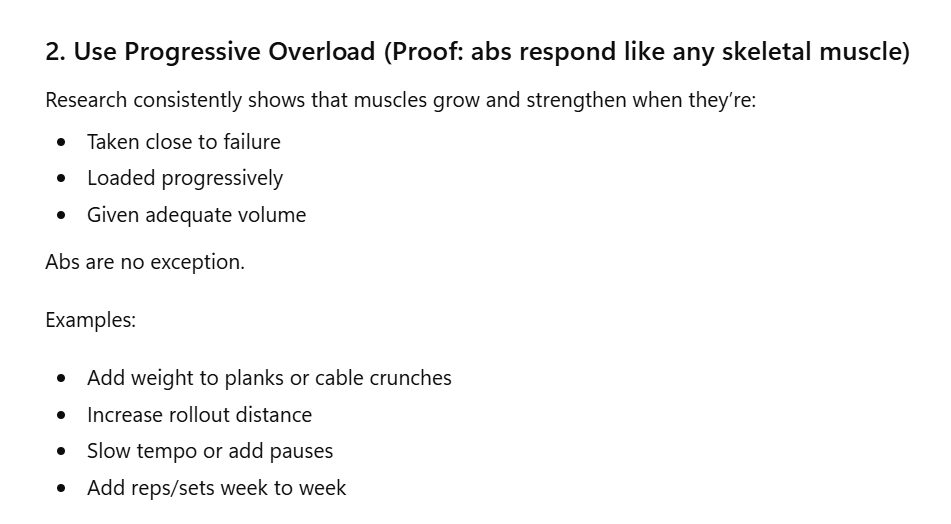 2. Use Progressive Overload (Proof: abs respond like any skeletal muscle)
Research consistently shows that muscles grow and strengthen when they’re:
• Taken close to failure
• Loaded progressively
• Given adequate volume
Abs are no exception.
Examples:
• Add weight to planks or cable crunches
• Increase rollout distance
• Slow tempo or add pauses
• Add reps/sets week to week